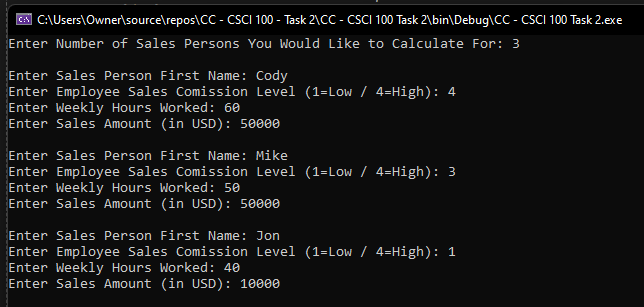 C:\Users\Owner\source\repos\CC - CSCI 100 - Task 2\CC - CSCI 100 Task 2\bin\Debug\CC - CSCI 100 Task 2.exe
Enter Number of Sales Persons You Would Like to Calculate For: 3
Enter Sales Person First Name: Cody
Enter Employee Sales Comission Level (1=Low / 4=High): 4
Enter Weekly Hours Worked: 60
Enter Sales Amount (in USD): 50000
Enter Sales Person First Name: Mike
Enter Employee Sales Comission Level (1=Low / 4=High): 3
Enter Weekly Hours Worked: 50
Enter Sales Amount (in USD): 50000
Enter Sales Person First Name: Jon
Enter Employee Sales Comission Level (1=Low / 4=High): 1
Enter Weekly Hours Worked: 40
Enter Sales Amount (in USD): 10000